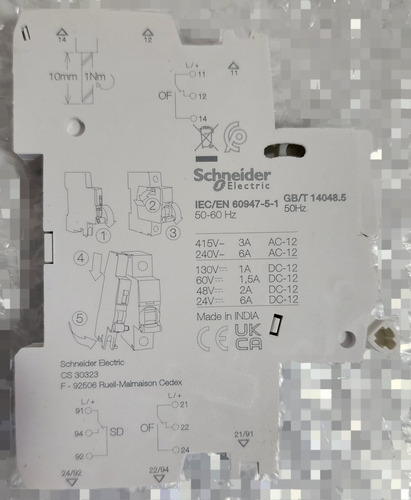 14 12 11
10mm 1Nm
L/+
11
OF 12
14
Schneider
Electric
IEC/EN 60947-5-1 GB/T 14048.5
50-60 Hz 50Hz
415V~ 3A AC-12
240V~ 6A AC-12
130V⎓ 1A DC-12
60V⎓ 1,5A DC-12
48V⎓ 2A DC-12
24V⎓ 6A DC-12
Made in INDIA
CE UK CA
1
2
3
4
5
Schneider Electric
CS 30323
F - 92506 Rueil-Malmaison Cedex
L/+
91
94 SD
92
L/+
21
OF 22
24
21/91
24/92 22/94